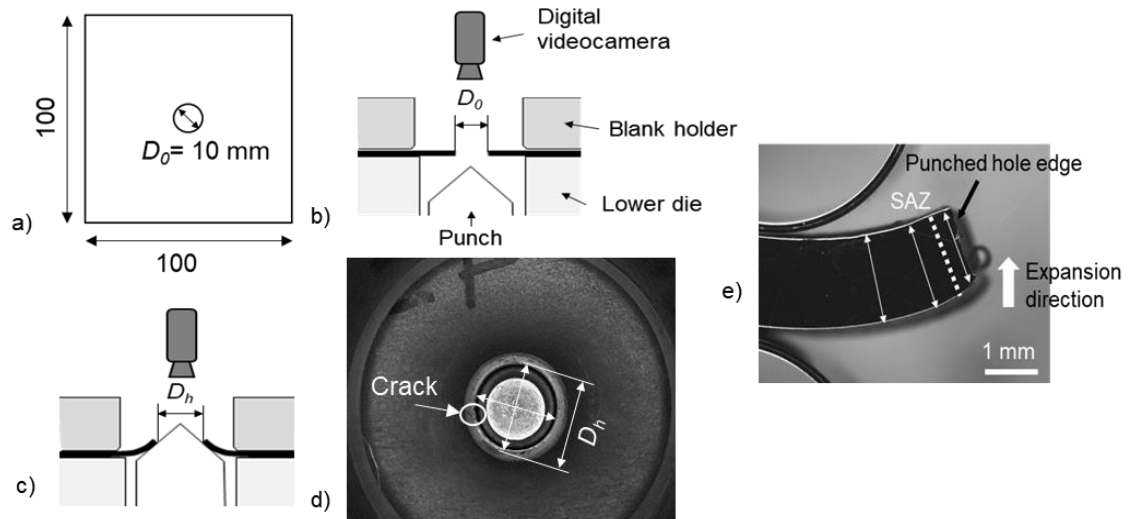 100
D0= 10 mm
a)
100
Digital
videocamera
D0
Blank holder
Lower die
b)
Punch
Dh
c)
Crack
Dh
d)
Punched hole edge
SAZ
e)
Expansion
direction
1 mm